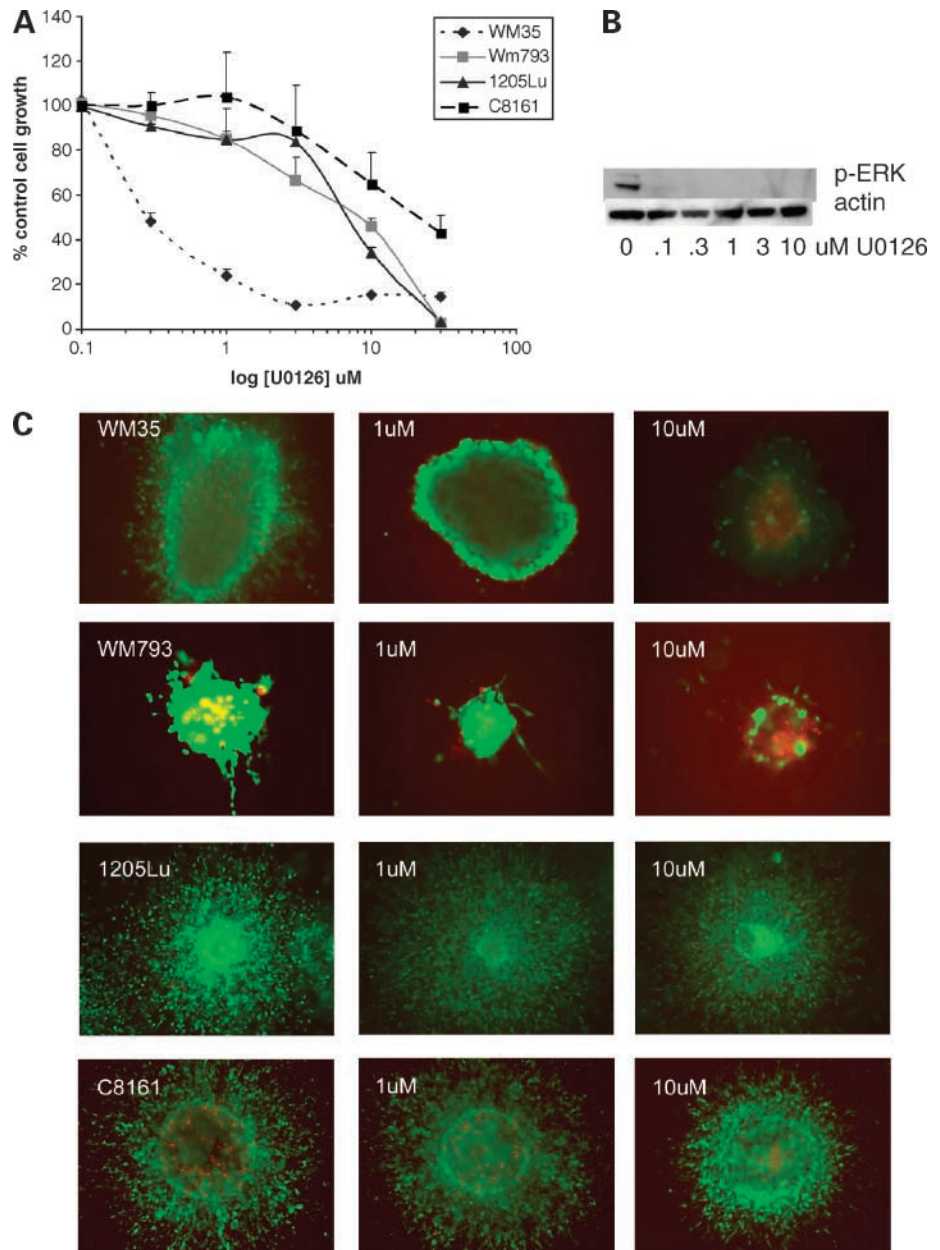 A
140
120
100
80
60
40
20
0
% control cell growth
0.1 1 10 100
log [U0126] uM
WM35
Wm793
1205Lu
C8161
B
p-ERK
actin
0 .1 .3 1 3 10 uM U0126
C
WM35 1uM 10uM
WM793 1uM 10uM
1205Lu 1uM 10uM
C8161 1uM 10uM